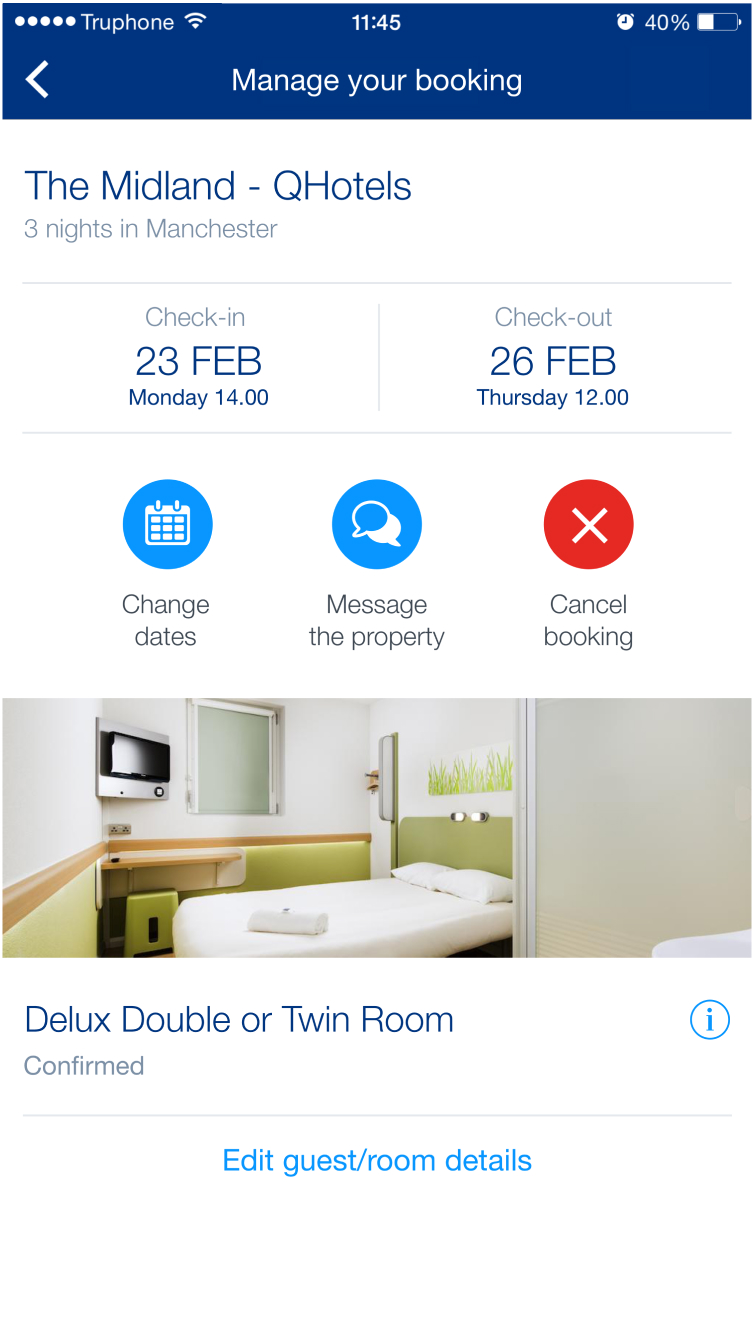 Truphone 11:45 40%
Manage your booking
The Midland - QHotels
3 nights in Manchester
Check-in
23 FEB
Monday 14.00
Check-out
26 FEB
Thursday 12.00
Change
dates
Message
the property
Cancel
booking
Delux Double or Twin Room
i
Confirmed
Edit guest/room details